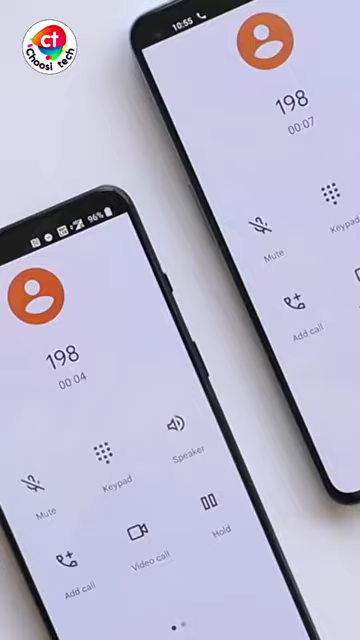 ct
Choosi tech
10:55
198
00:07
Mute
Keypad
Add call
96%
198
00:04
Mute
Keypad
Speaker
Add call
Video call
Hold